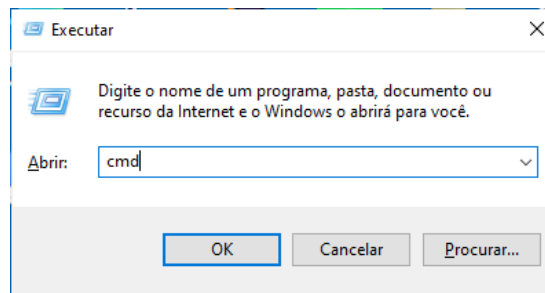 Executar
Digite o nome de um programa, pasta, documento ou
recurso da Internet e o Windows o abrirá para você.
Abrir: cmd
OK Cancelar Procurar...